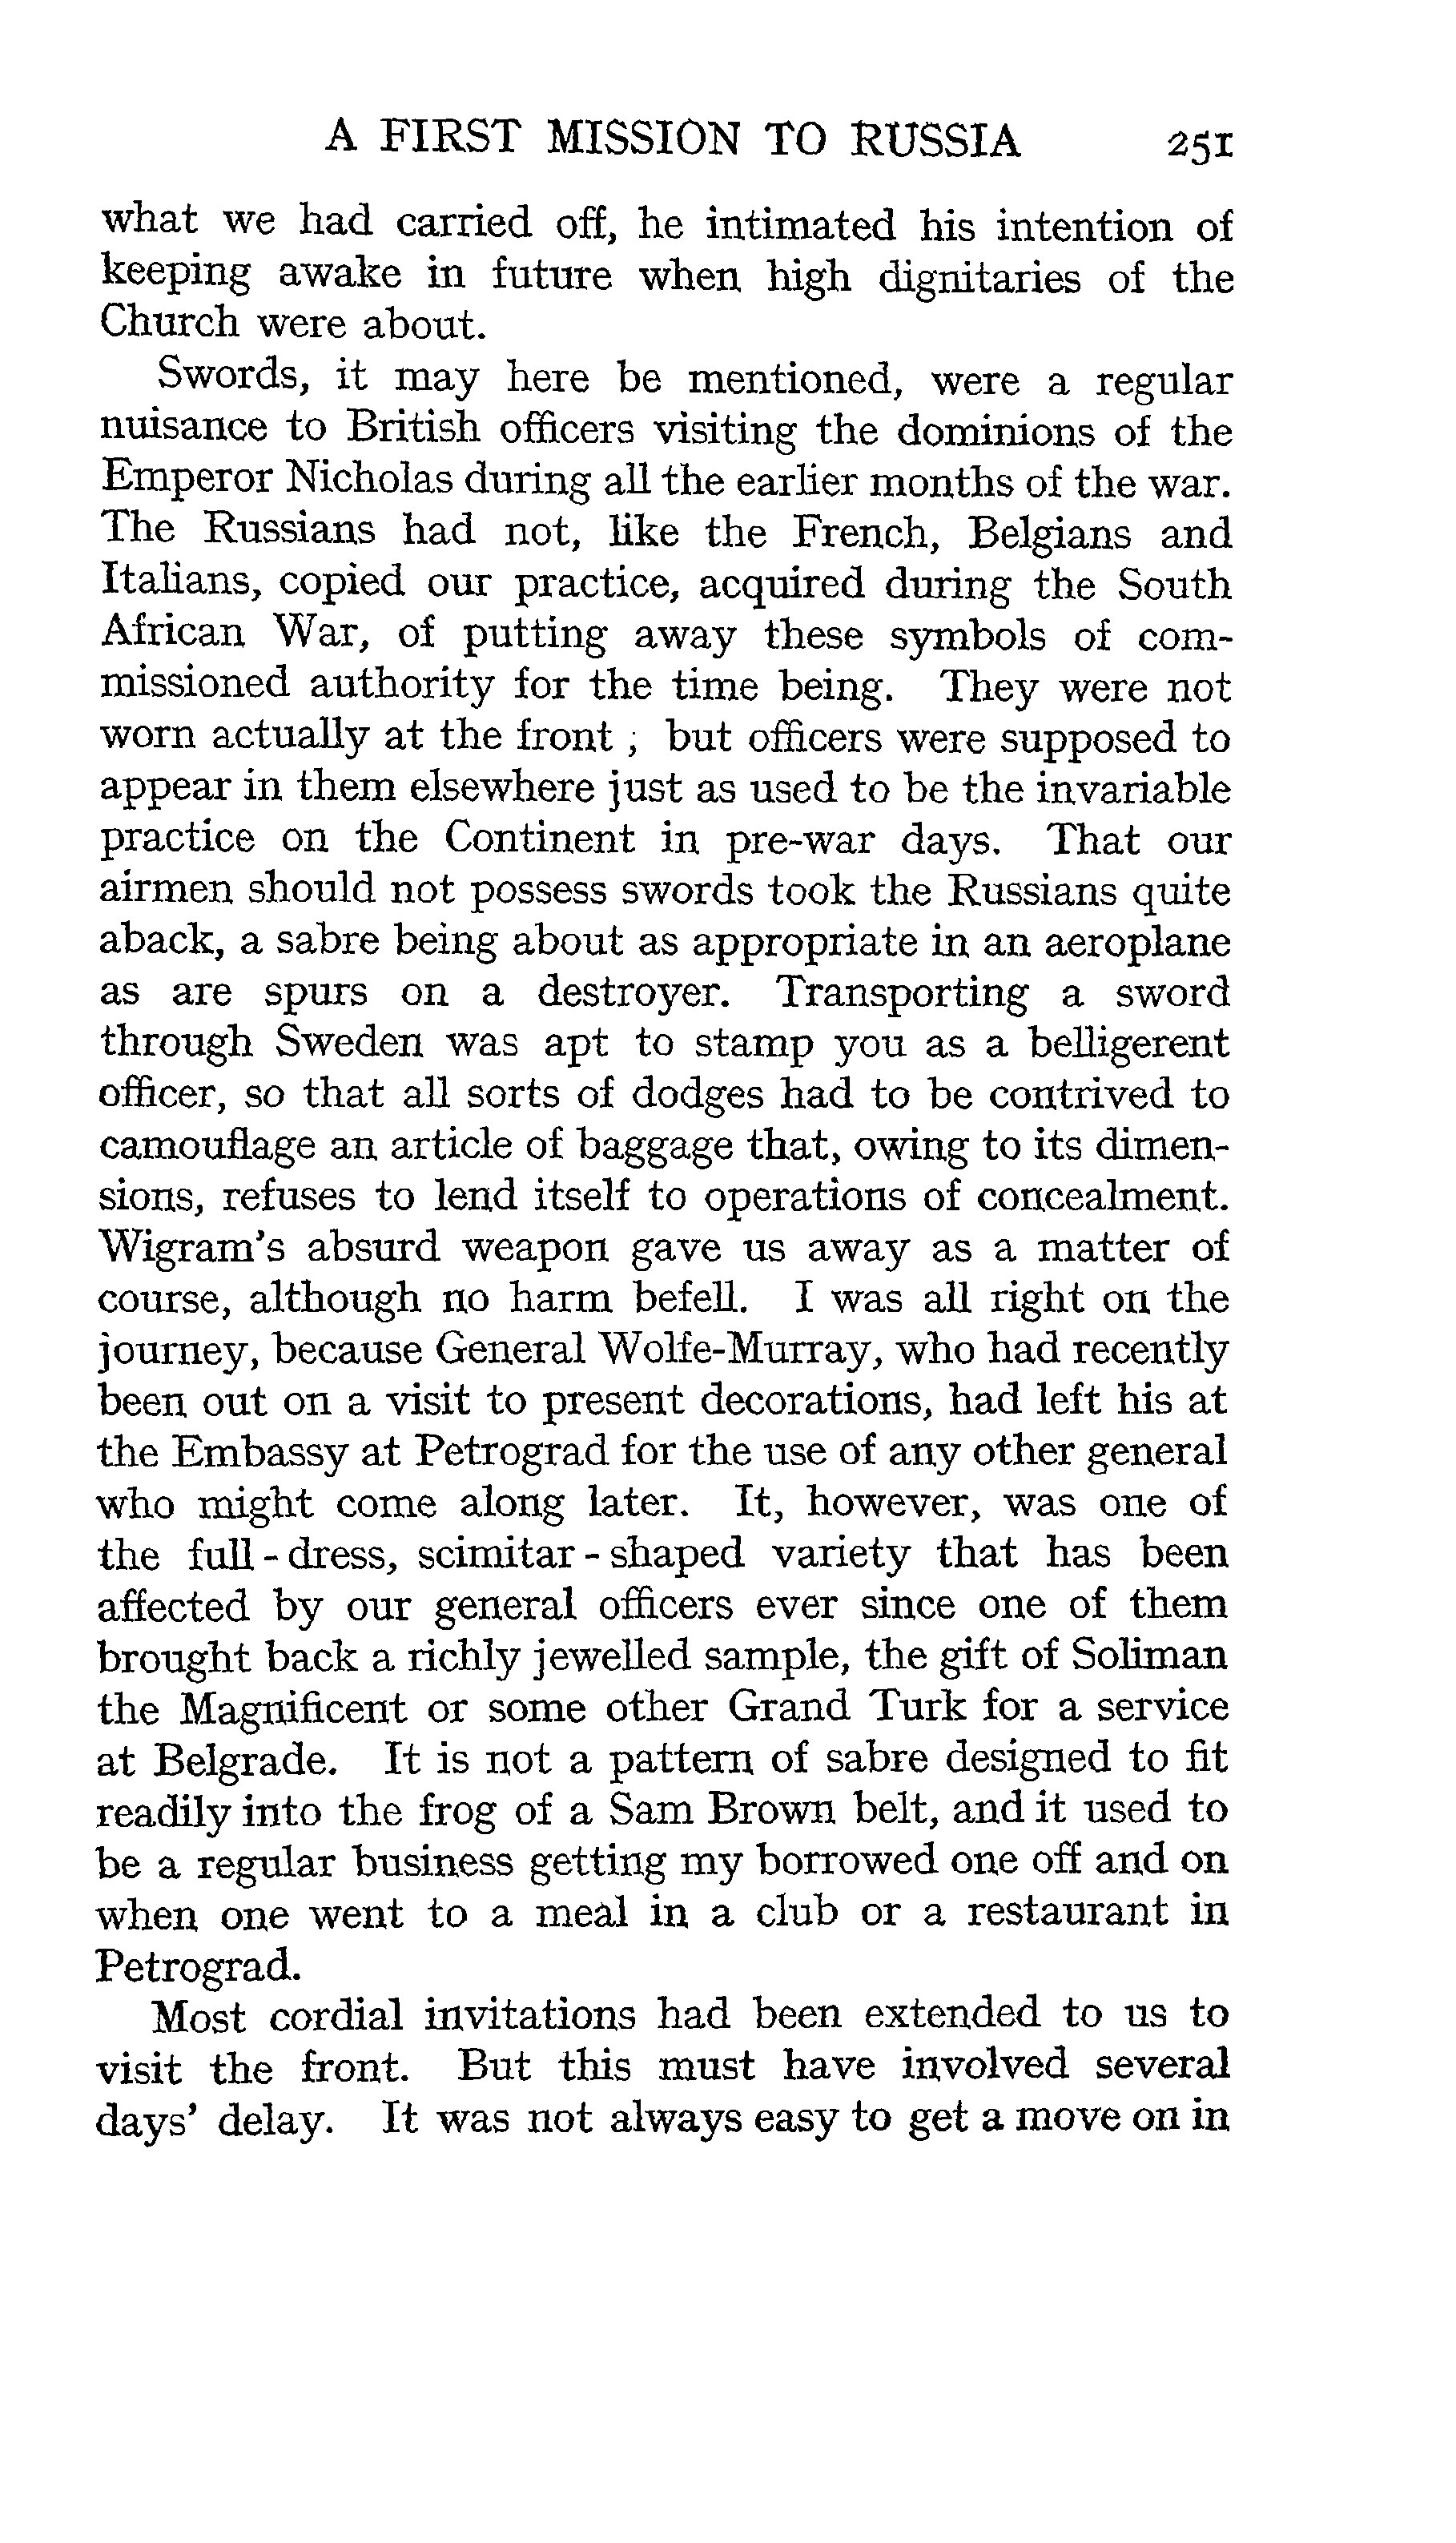 A FIRST MISSION TO RUSSIA 251
what we had carried off, he intimated his intention of
keeping awake in future when high dignitaries of the
Church were about.
Swords, it may here be mentioned, were a regular
nuisance to British officers visiting the dominions of the
Emperor Nicholas during all the earlier months of the war.
The Russians had not, like the French, Belgians and
Italians, copied our practice, acquired during the South
African War, of putting away these symbols of com-
missioned authority for the time being. They were not
worn actually at the front ; but officers were supposed to
appear in them elsewhere just as used to be the invariable
practice on the Continent in pre-war days. That our
airmen should not possess swords took the Russians quite
aback, a sabre being about as appropriate in an aeroplane
as are spurs on a destroyer. Transporting a sword
through Sweden was apt to stamp you as a belligerent
officer, so that all sorts of dodges had to be contrived to
camouflage an article of baggage that, owing to its dimen-
sions, refuses to lend itself to operations of concealment.
Wigram's absurd weapon gave us away as a matter of
course, although no harm befell. I was all right on the
journey, because General Wolfe-Murray, who had recently
been out on a visit to present decorations, had left his at
the Embassy at Petrograd for the use of any other general
who might come along later. It, however, was one of
the full-dress, scimitar-shaped variety that has been
affected by our general officers ever since one of them
brought back a richly jewelled sample, the gift of Soliman
the Magnificent or some other Grand Turk for a service
at Belgrade. It is not a pattern of sabre designed to fit
readily into the frog of a Sam Brown belt, and it used to
be a regular business getting my borrowed one off and on
when one went to a meal in a club or a restaurant in
Petrograd.
Most cordial invitations had been extended to us to
visit the front. But this must have involved several
days' delay. It was not always easy to get a move on in